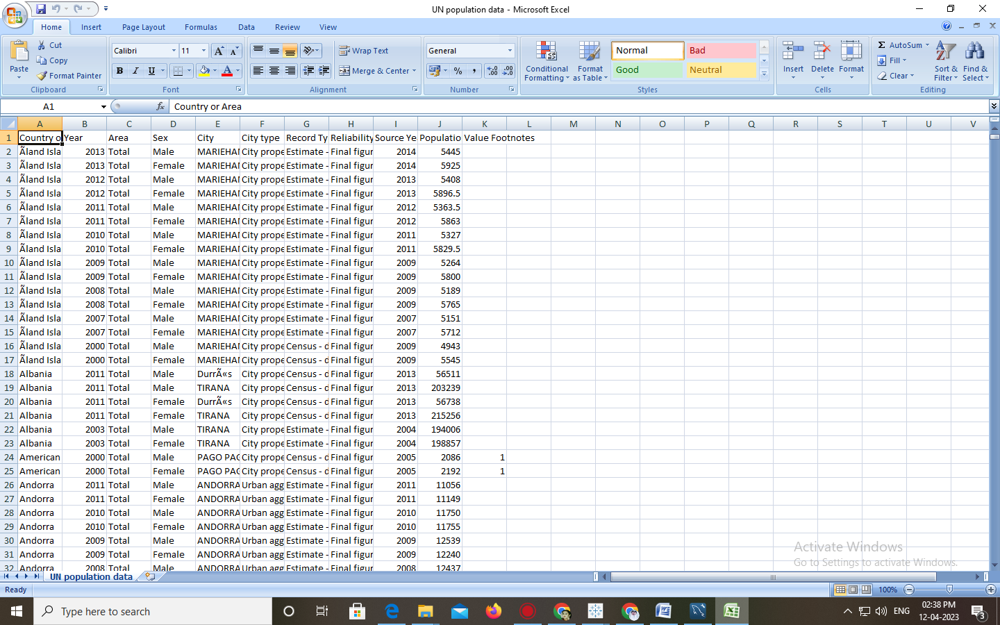 UN population data - Microsoft Excel
Home Insert Page Layout Formulas Data Review View
Paste Cut Copy Format Painter Clipboard
Calibri 11 B I U Font
Wrap Text Merge & Center Alignment
General % , Number
Conditional Formatting Format as Table Normal Bad Good Neutral Styles
Insert Delete Format Cells
AutoSum Fill Clear Sort & Filter Find & Select Editing
A1 fx Country or Area
A B C D E F G H I J K L M N O P Q R S T U V
1 Country o Year Area Sex City City type Record Ty Reliability Source Ye Populatio Value Footnotes
2 Ãland Isla 2013 Total Male MARIEHAI City prope Estimate - Final figur 2014 5445
3 Ãland Isla 2013 Total Female MARIEHAI City prope Estimate - Final figur 2014 5925
4 Ãland Isla 2012 Total Male MARIEHAI City prope Estimate - Final figur 2013 5408
5 Ãland Isla 2012 Total Female MARIEHAI City prope Estimate - Final figur 2013 5896.5
6 Ãland Isla 2011 Total Male MARIEHAI City prope Estimate - Final figur 2012 5363.5
7 Ãland Isla 2011 Total Female MARIEHAI City prope Estimate - Final figur 2012 5863
8 Ãland Isla 2010 Total Male MARIEHAI City prope Estimate - Final figur 2011 5327
9 Ãland Isla 2010 Total Female MARIEHAI City prope Estimate - Final figur 2011 5829.5
10 Ãland Isla 2009 Total Male MARIEHAI City prope Estimate - Final figur 2009 5264
11 Ãland Isla 2009 Total Female MARIEHAI City prope Estimate - Final figur 2009 5800
12 Ãland Isla 2008 Total Male MARIEHAI City prope Estimate - Final figur 2009 5189
13 Ãland Isla 2008 Total Female MARIEHAI City prope Estimate - Final figur 2009 5765
14 Ãland Isla 2007 Total Male MARIEHAI City prope Estimate - Final figur 2007 5151
15 Ãland Isla 2007 Total Female MARIEHAI City prope Estimate - Final figur 2007 5712
16 Ãland Isla 2000 Total Male MARIEHAI City prope Census - d Final figur 2009 4943
17 Ãland Isla 2000 Total Female MARIEHAI City prope Census - d Final figur 2009 5545
18 Albania 2011 Total Male DurrÃ«s City prope Census - d Final figur 2013 56511
19 Albania 2011 Total Male TIRANA City prope Census - d Final figur 2013 203239
20 Albania 2011 Total Female DurrÃ«s City prope Census - d Final figur 2013 56738
21 Albania 2011 Total Female TIRANA City prope Census - d Final figur 2013 215256
22 Albania 2003 Total Male TIRANA City prope Estimate - Final figur 2004 194006
23 Albania 2003 Total Female TIRANA City prope Estimate - Final figur 2004 198857
24 American 2000 Total Male PAGO PAG City prope Census - d Final figur 2005 2086 1
25 American 2000 Total Female PAGO PAG City prope Census - d Final figur 2005 2192 1
26 Andorra 2011 Total Male ANDORRA Urban agg Estimate - Final figur 2011 11056
27 Andorra 2011 Total Female ANDORRA Urban agg Estimate - Final figur 2011 11149
28 Andorra 2010 Total Male ANDORRA Urban agg Estimate - Final figur 2010 11750
29 Andorra 2010 Total Female ANDORRA Urban agg Estimate - Final figur 2010 11755
30 Andorra 2009 Total Male ANDORRA Urban agg Estimate - Final figur 2009 12539
31 Andorra 2009 Total Female ANDORRA Urban agg Estimate - Final figur 2009 12240
32 Andorra 2008 Total Male ANDORRA Urban agg Estimate - Final figur 2008 12437
Activate Windows
Go to Settings to activate Windows.
UN population data
Ready 100%
Type here to search
ENG 02:38 PM
12-04-2023 3